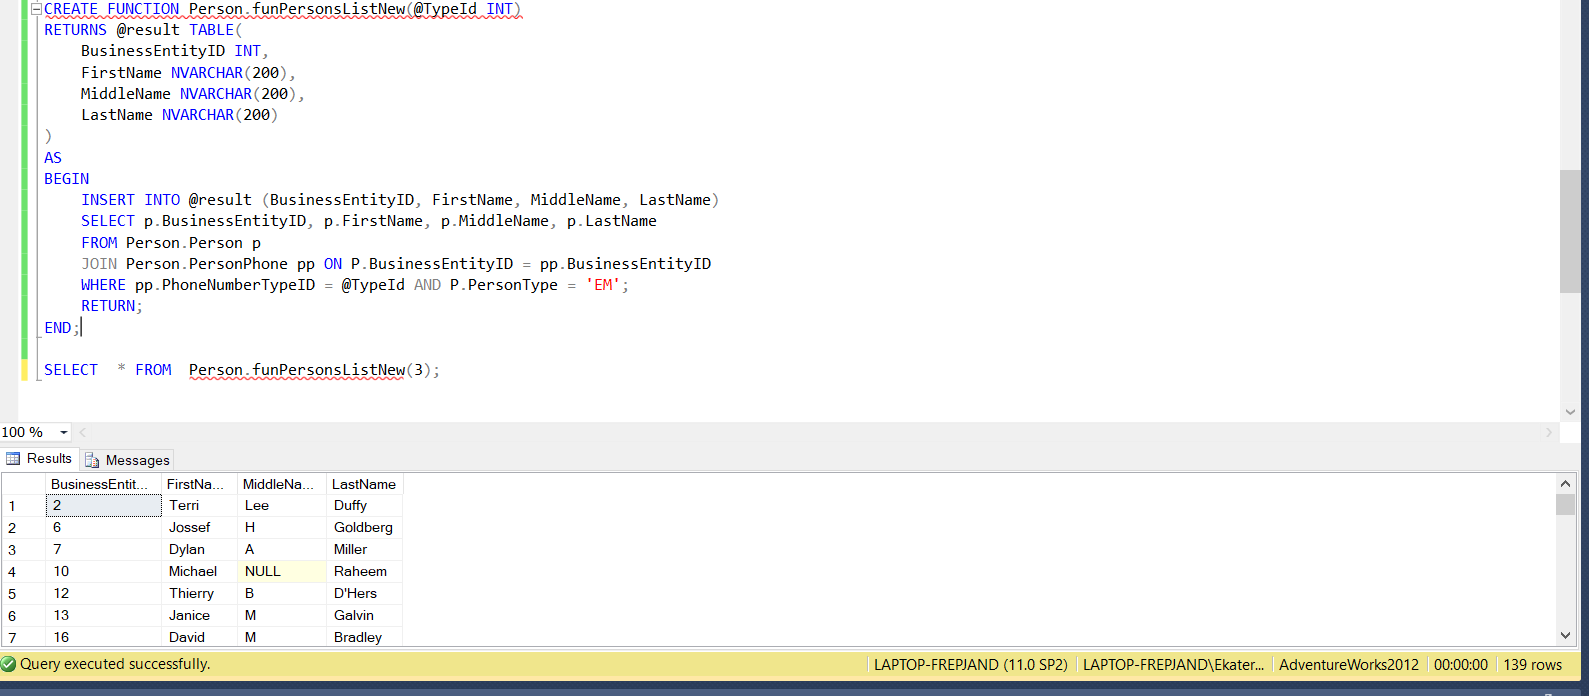 CREATE FUNCTION Person.funPersonsListNew(@TypeId INT)
RETURNS @result TABLE(
    BusinessEntityID INT,
    FirstName NVARCHAR(200),
    MiddleName NVARCHAR(200),
    LastName NVARCHAR(200)
)
AS
BEGIN
    INSERT INTO @result (BusinessEntityID, FirstName, MiddleName, LastName)
    SELECT p.BusinessEntityID, p.FirstName, p.MiddleName, p.LastName
    FROM Person.Person p
    JOIN Person.PersonPhone pp ON P.BusinessEntityID = pp.BusinessEntityID
    WHERE pp.PhoneNumberTypeID = @TypeId AND P.PersonType = 'EM';
    RETURN;
END;
SELECT  * FROM  Person.funPersonsListNew(3);
100 %
Results Messages
BusinessEntit... FirstNa... MiddleNa... LastName
1 2 Terri Lee Duffy
2 6 Jossef H Goldberg
3 7 Dylan A Miller
4 10 Michael NULL Raheem
5 12 Thierry B D'Hers
6 13 Janice M Galvin
7 16 David M Bradley
Query executed successfully. LAPTOP-FREPJAND (11.0 SP2) LAPTOP-FREPJAND\Ekater... AdventureWorks2012 00:00:00 139 rows